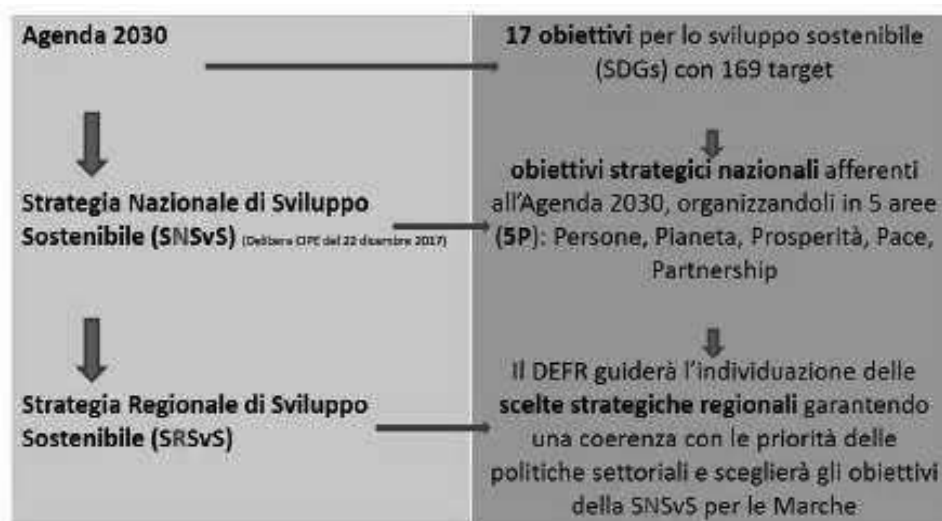 Agenda 2030
17 obiettivi per lo sviluppo sostenibile
(SDGs) con 169 target
Strategia Nazionale di Sviluppo
Sostenibile (SNSvS) (Delibera CIPE del 22 dicembre 2017)
obiettivi strategici nazionali afferenti
all'Agenda 2030, organizzandoli in 5 aree
(5P): Persone, Pianeta, Prosperità, Pace,
Partnership
Strategia Regionale di Sviluppo
Sostenibile (SRSvS)
Il DEFR guiderà l'individuazione delle
scelte strategiche regionali garantendo
una coerenza con le priorità delle
politiche settoriali e sceglierà gli obiettivi
della SNSvS per le Marche